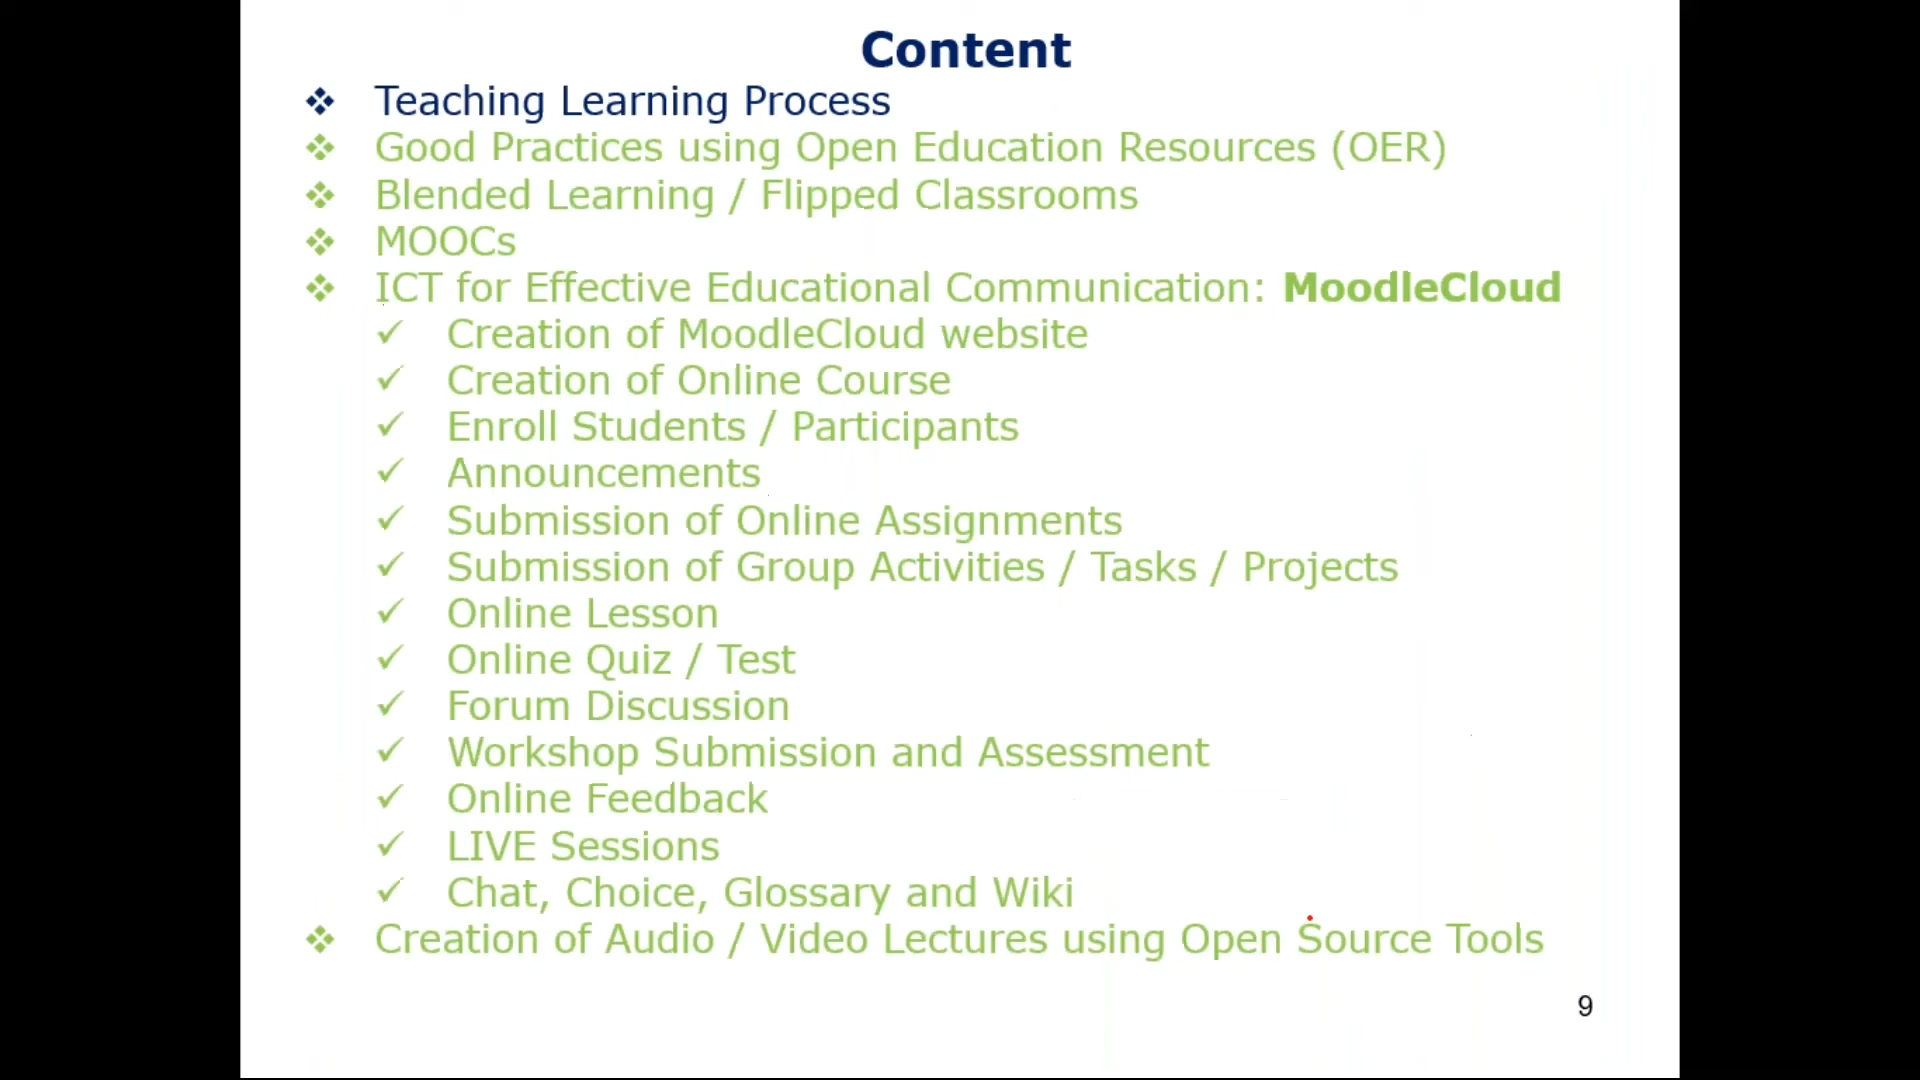 Content
❖ Teaching Learning Process
❖ Good Practices using Open Education Resources (OER)
❖ Blended Learning / Flipped Classrooms
❖ MOOCs
❖ ICT for Effective Educational Communication: MoodleCloud
✓ Creation of MoodleCloud website
✓ Creation of Online Course
✓ Enroll Students / Participants
✓ Announcements
✓ Submission of Online Assignments
✓ Submission of Group Activities / Tasks / Projects
✓ Online Lesson
✓ Online Quiz / Test
✓ Forum Discussion
✓ Workshop Submission and Assessment
✓ Online Feedback
✓ LIVE Sessions
✓ Chat, Choice, Glossary and Wiki
❖ Creation of Audio / Video Lectures using Open Source Tools
9